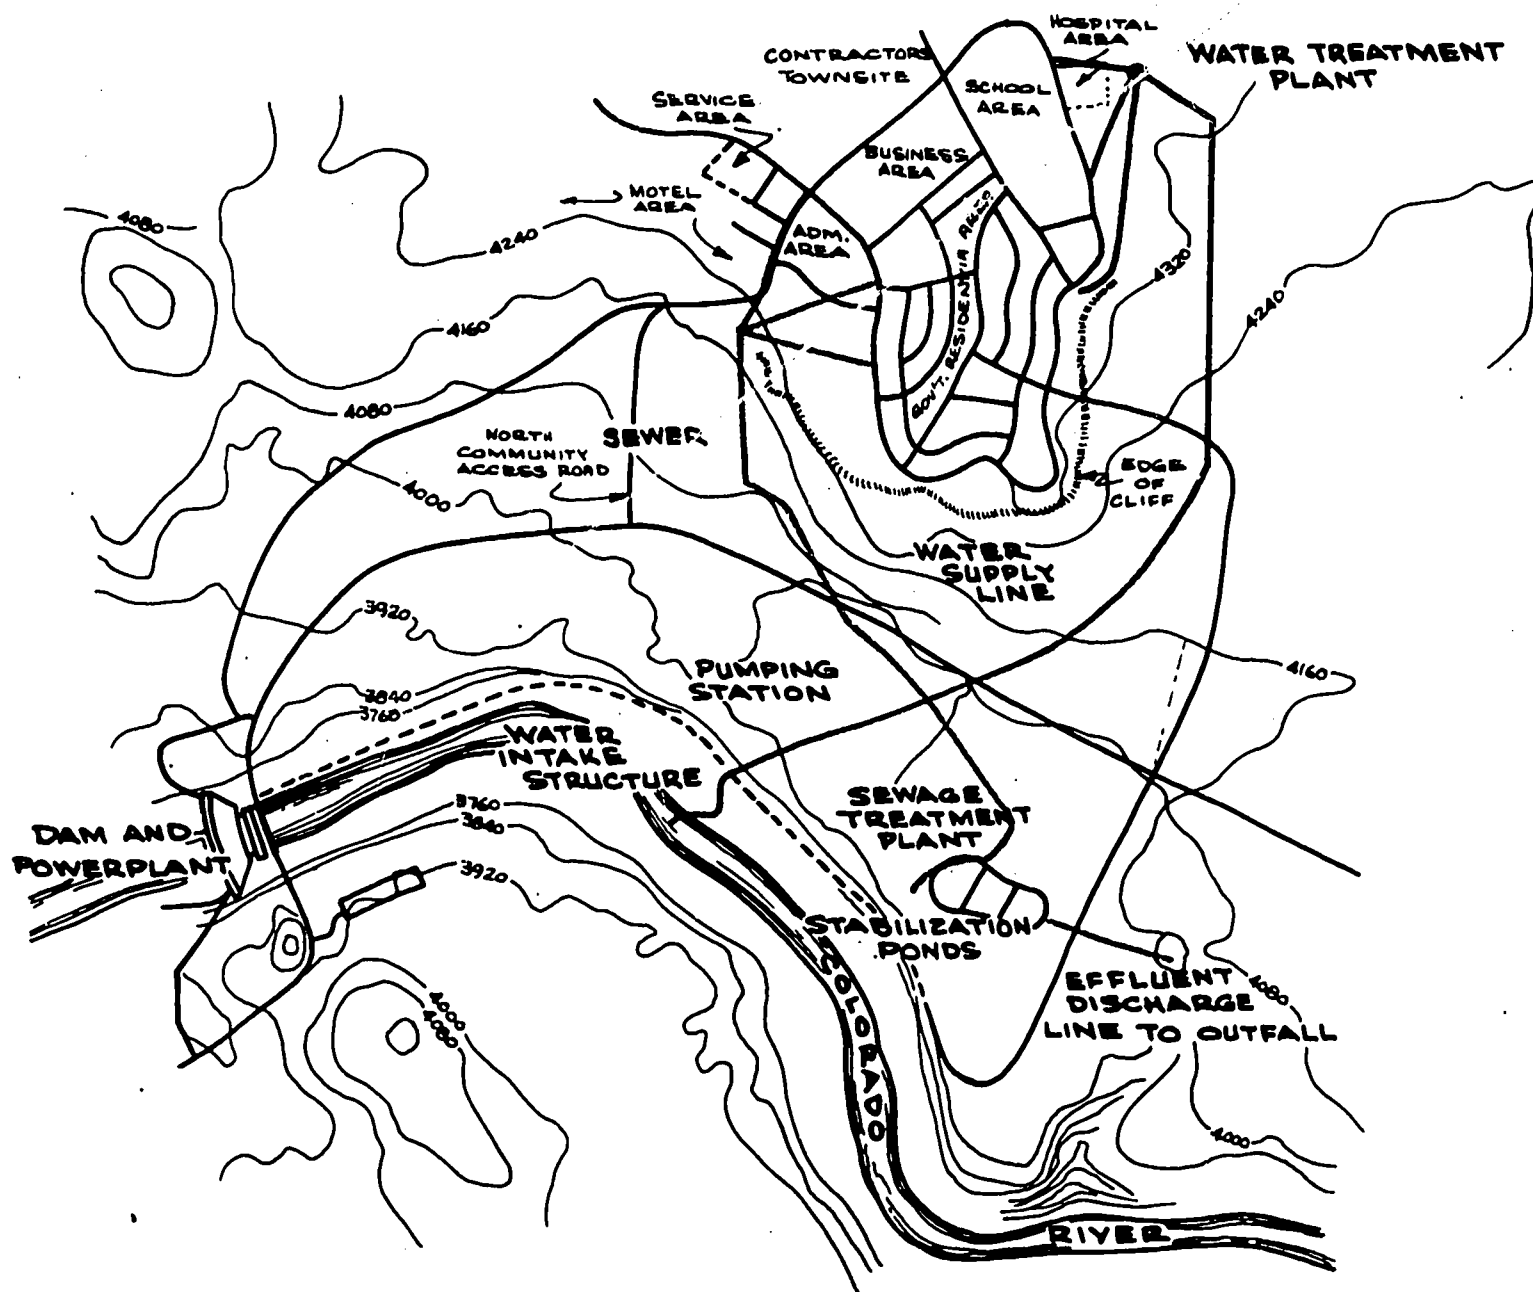 HOSPITAL
AREA
CONTRACTORS
TOWNSITE
WATER TREATMENT
PLANT
SCHOOL
AREA
SERVICE
AREA
BUSINESS
AREA
MOTEL
AREA
ADM.
AREA
GOV'T. RESIDENTIA AREA
4080
4240
4320
4160
4240
4080
NORTH
COMMUNITY
ACCESS ROAD
SEWER
EDGE
OF
CLIFF
4000
WATER
SUPPLY
LINE
3920
4160
PUMPING
STATION
3840
3760
WATER
INTAKE
STRUCTURE
3760
3840
SEWAGE
TREATMENT
PLANT
DAM AND
POWERPLANT
3920
STABILIZATION
PONDS
EFFLUENT
DISCHARGE
LINE TO OUTFALL
4080
4000
4080
COLORADO
4000
RIVER